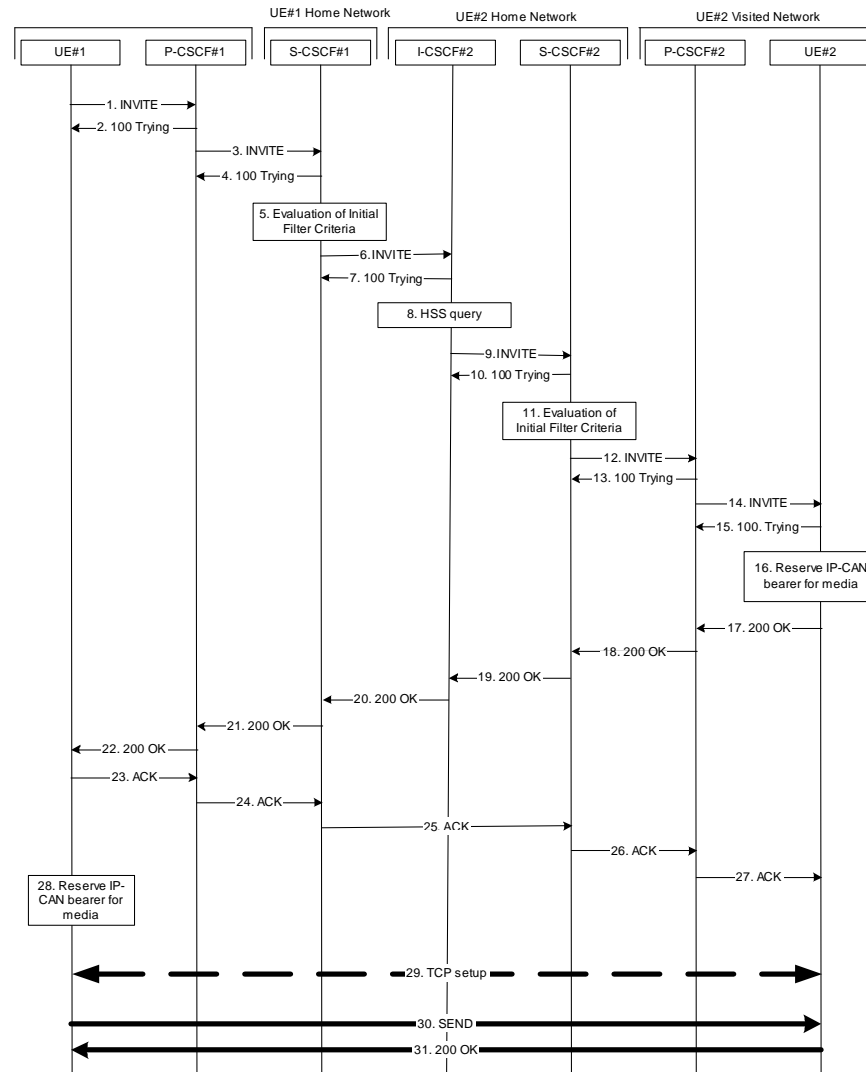 UE#1 Home Network
UE#2 Home Network
UE#2 Visited Network
UE#1
P-CSCF#1
S-CSCF#1
I-CSCF#2
S-CSCF#2
P-CSCF#2
UE#2
1. INVITE
2. 100 Trying
3. INVITE
4. 100 Trying
5. Evaluation of Initial
Filter Criteria
6. INVITE
7. 100 Trying
8. HSS query
9. INVITE
10. 100 Trying
11. Evaluation of
Initial Filter Criteria
12. INVITE
13. 100 Trying
14. INVITE
15. 100. Trying
16. Reserve IP-CAN
bearer for media
17. 200 OK
18. 200 OK
19. 200 OK
20. 200 OK
21. 200 OK
22. 200 OK
23. ACK
24. ACK
25. ACK
26. ACK
27. ACK
28. Reserve IP-
CAN bearer for
media
29. TCP setup
30. SEND
31. 200 OK